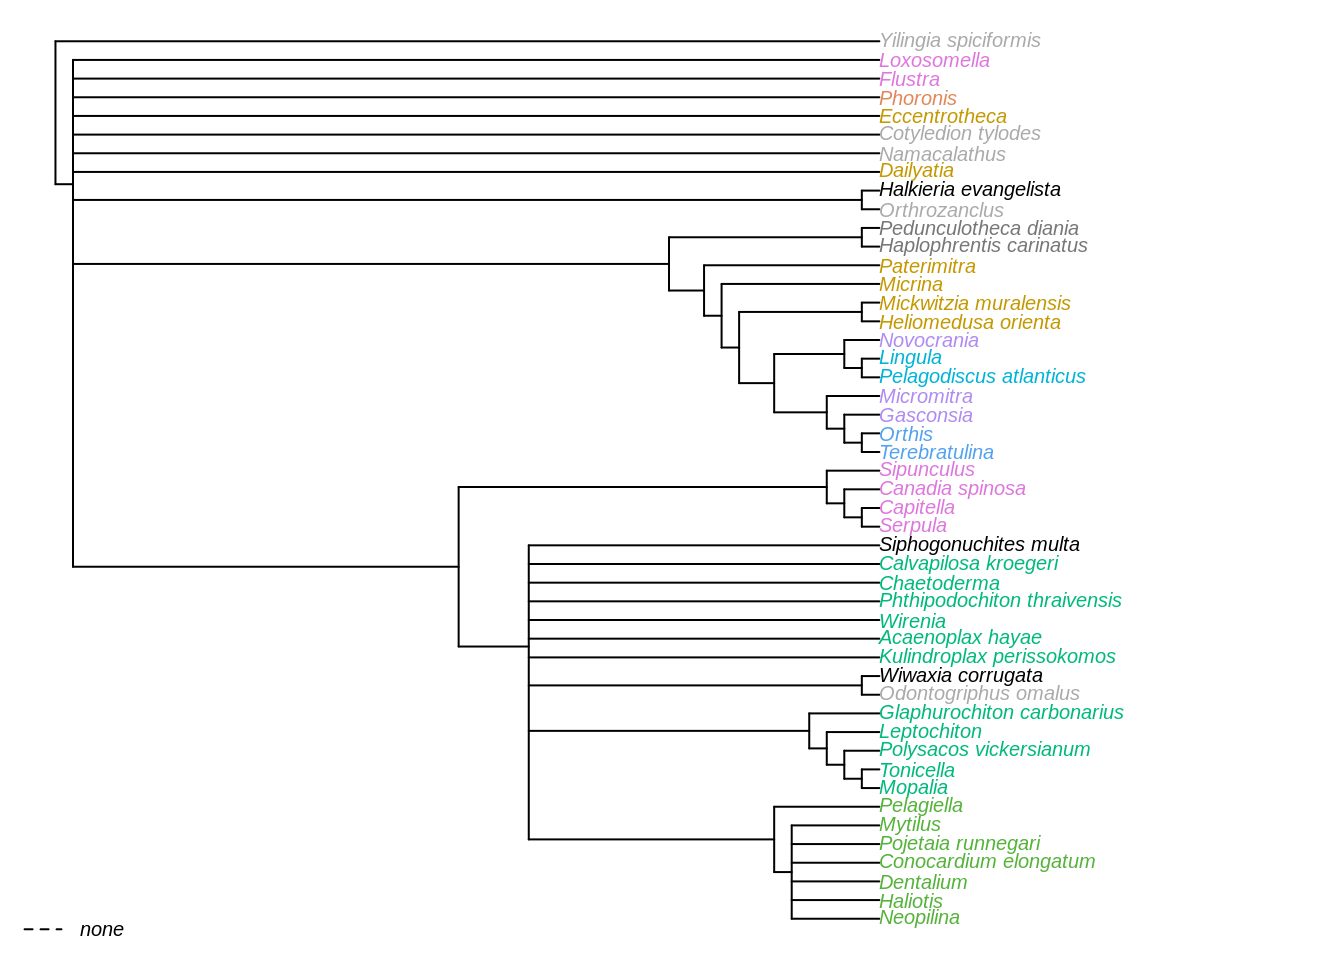 Yilingia spiciformis
Loxosomella
Flustra
Phoronis
Eccentrotheca
Cotyledion tylodes
Namacalathus
Dailyatia
Halkieria evangelista
Orthrozanclus
Pedunculotheca diania
Haplophrentis carinatus
Paterimitra
Micrina
Mickwitzia muralensis
Heliomedusa orienta
Novocrania
Lingula
Pelagodiscus atlanticus
Micromitra
Gasconsia
Orthis
Terebratulina
Sipunculus
Canadia spinosa
Capitella
Serpula
Siphogonuchites multa
Calvapilosa kroegeri
Chaetoderma
Phthipodochiton thraivensis
Wirenia
Acaenoplax hayae
Kulindroplax perissokomos
Wiwaxia corrugata
Odontogriphus omalus
Glaphurochiton carbonarius
Leptochiton
Polysacos vickersianum
Tonicella
Mopalia
Pelagiella
Mytilus
Pojetaia runnegari
Conocardium elongatum
Dentalium
Haliotis
Neopilina
none